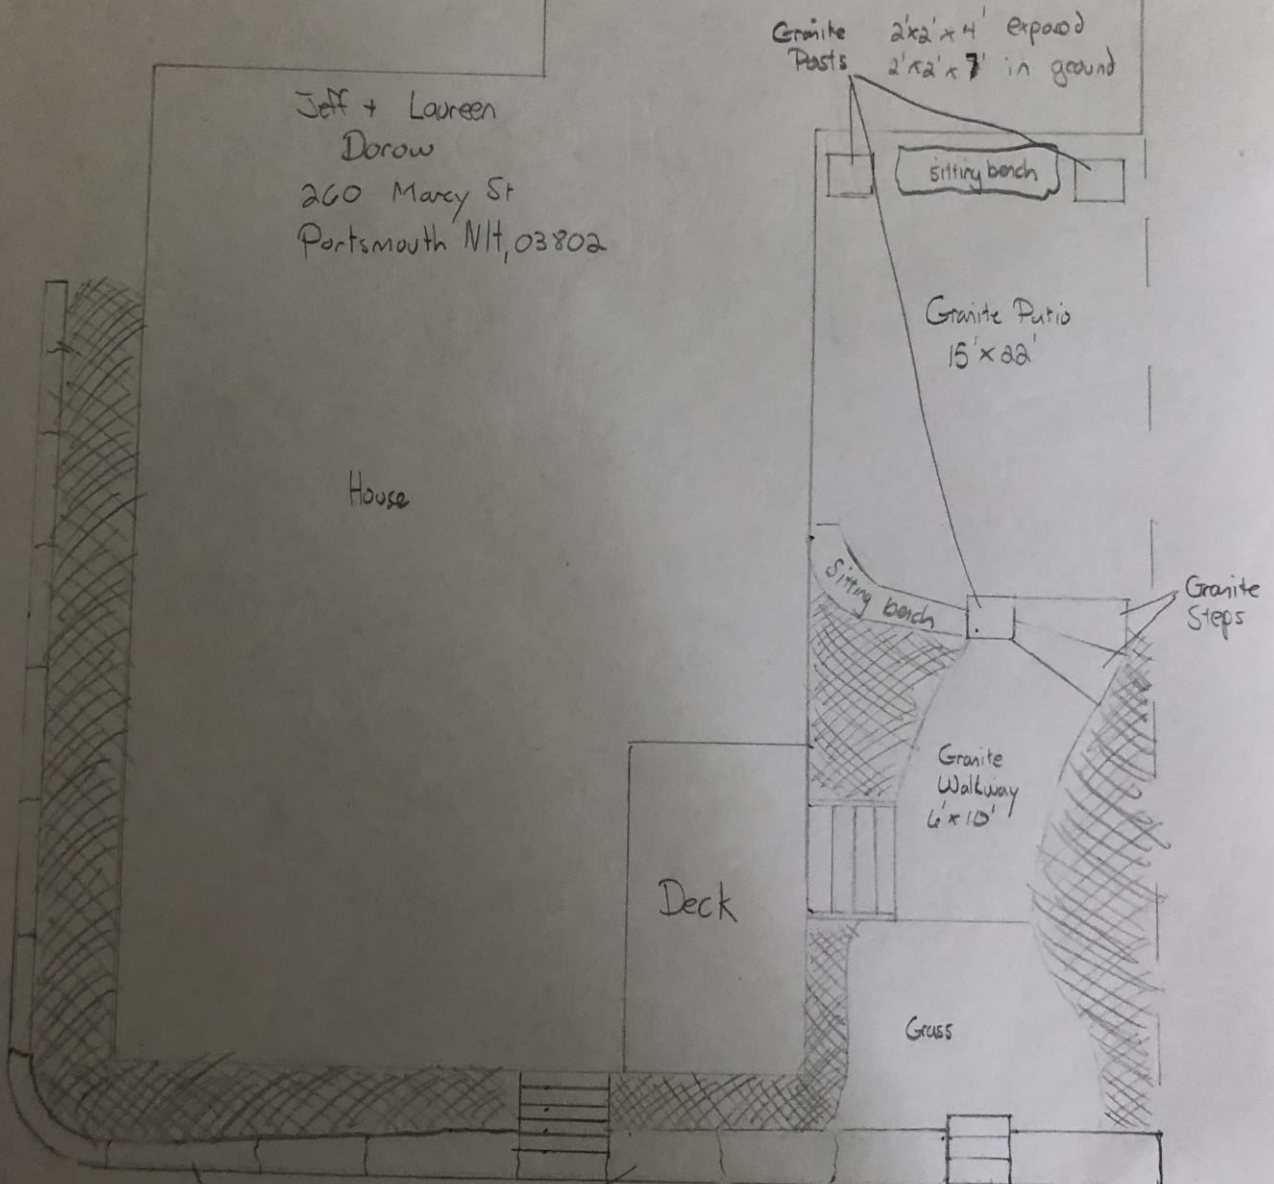 Granite 2'x2'x4' exposed
Posts 2'x2'x7' in ground
Jeff + Laureen
Dorow
260 Marcy St
Portsmouth NH, 03802
sitting bench
Granite Patio
15'x22'
House
Sitting bench
Granite
Steps
Granite
Walkway
6'x10'
Deck
Grass